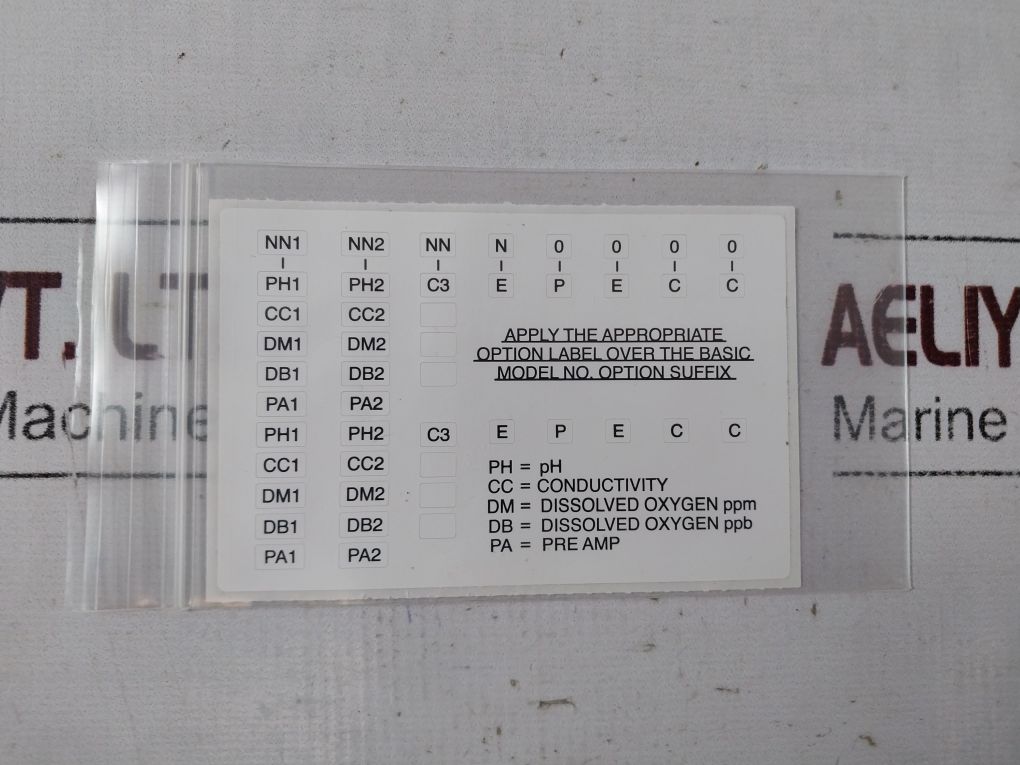 NN1 NN2 NN N 0 0 0 0
PH1 PH2 C3 E P E C C
CC1 CC2
DM1 DM2
DB1 DB2
PA1 PA2
PH1 PH2 C3 E P E C C
CC1 CC2
DM1 DM2
DB1 DB2
PA1 PA2
APPLY THE APPROPRIATE
OPTION LABEL OVER THE BASIC
MODEL NO. OPTION SUFFIX
PH = pH
CC = CONDUCTIVITY
DM = DISSOLVED OXYGEN ppm
DB = DISSOLVED OXYGEN ppb
PA = PRE AMP
VT. LT
Machine
AELIY
Marine